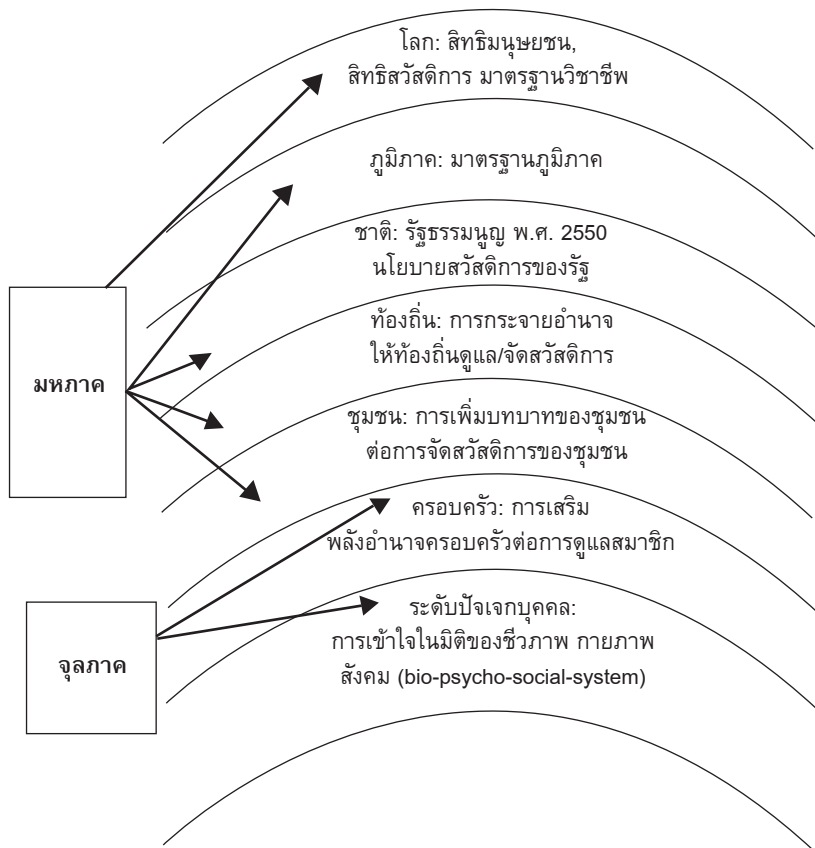 โลก: สิทธิมนุษยชน,
สิทธิสวัสดิการ มาตรฐานวิชาชีพ
ภูมิภาค: มาตรฐานภูมิภาค
ชาติ: รัฐธรรมนูญ พ.ศ. 2550
นโยบายสวัสดิการของรัฐ
ท้องถิ่น: การกระจายอำนาจ
ให้ท้องถิ่นดูแล/จัดสวัสดิการ
มหภาค
ชุมชน: การเพิ่มบทบาทของชุมชน
ต่อการจัดสวัสดิการของชุมชน
ครอบครัว: การเสริม
พลังอำนาจครอบครัวต่อการดูแลสมาชิก
ระดับปัจเจกบุคคล:
การเข้าใจในมิติของชีวภาพ กายภาพ
สังคม (bio-psycho-social-system)
จุลภาค